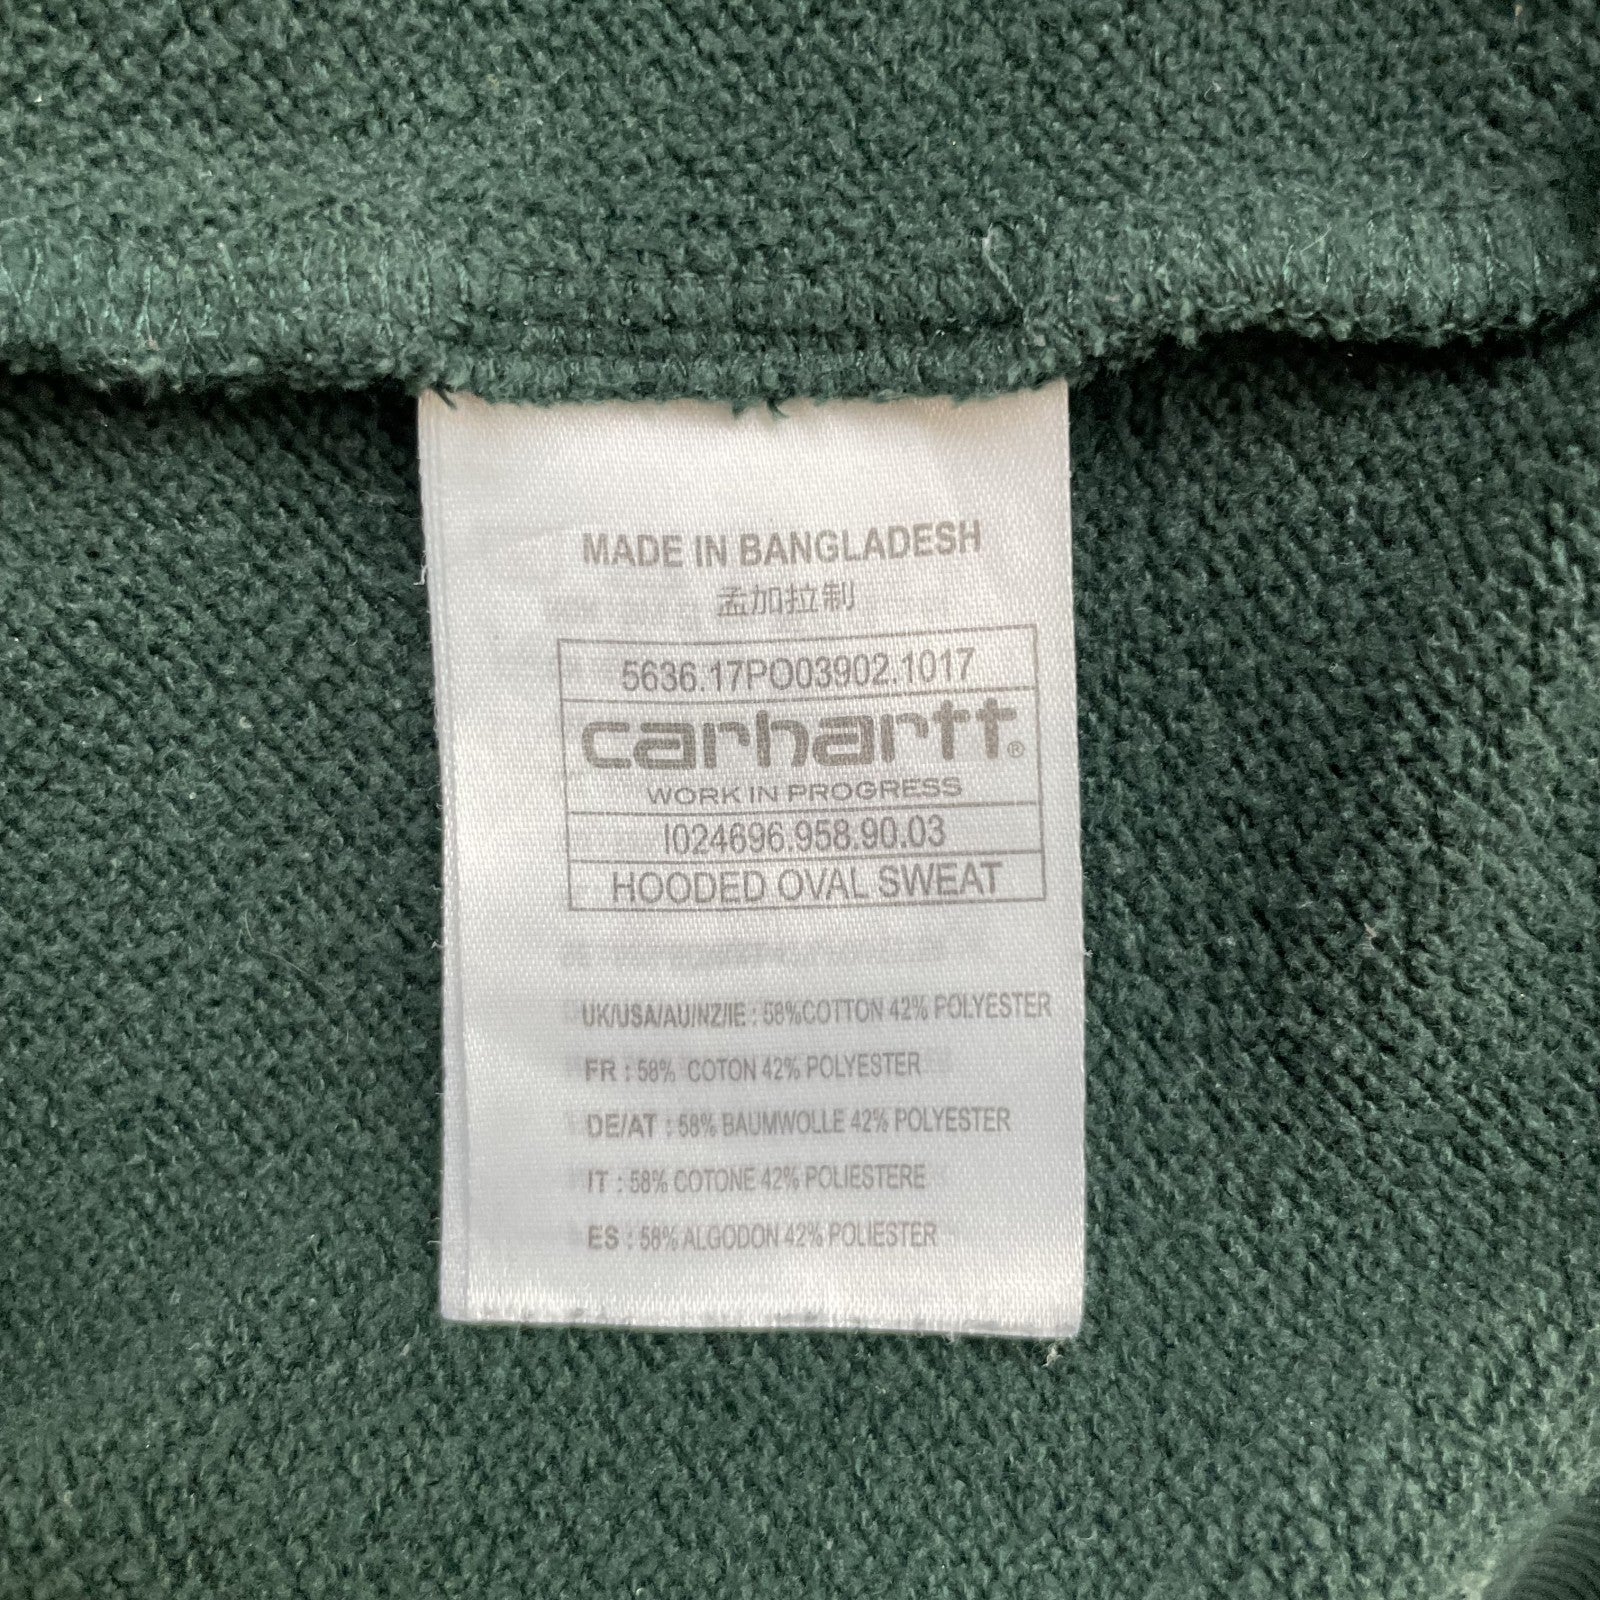 MADE IN BANGLADESH
孟加拉制
5636.17PO03902.1017
carhartt®
WORK IN PROGRESS
I024696.958.90.03
HOODED OVAL SWEAT
UK/USA/AU/NZ/IE : 58%COTTON 42% POLYESTER
FR : 58% COTON 42% POLYESTER
DE/AT : 58% BAUMWOLLE 42% POLYESTER
IT : 58% COTONE 42% POLIESTERE
ES : 58% ALGODON 42% POLIESTER